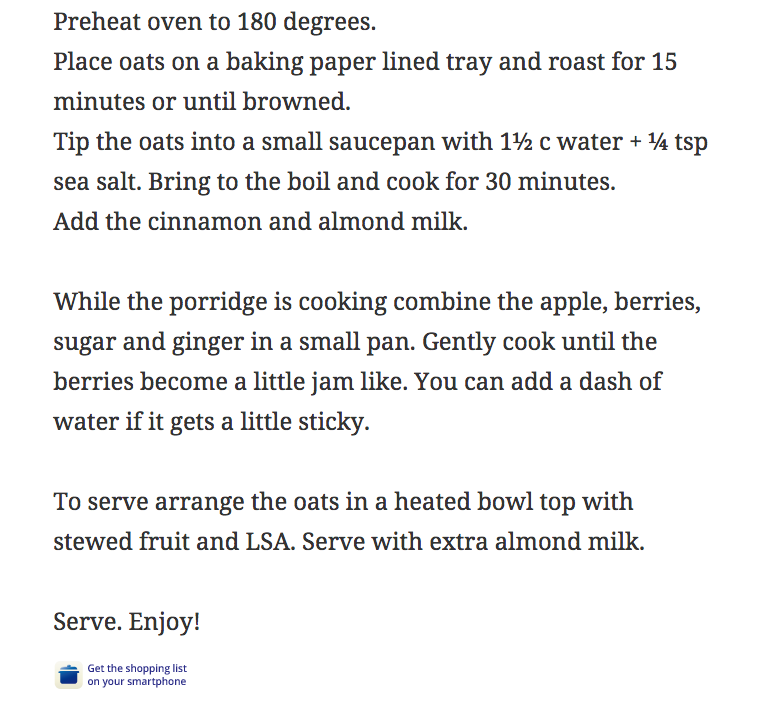 Preheat oven to 180 degrees.
Place oats on a baking paper lined tray and roast for 15
minutes or until browned.
Tip the oats into a small saucepan with 1½ c water + ¼ tsp
sea salt. Bring to the boil and cook for 30 minutes.
Add the cinnamon and almond milk.
While the porridge is cooking combine the apple, berries,
sugar and ginger in a small pan. Gently cook until the
berries become a little jam like. You can add a dash of
water if it gets a little sticky.
To serve arrange the oats in a heated bowl top with
stewed fruit and LSA. Serve with extra almond milk.
Serve. Enjoy!
Get the shopping list
on your smartphone